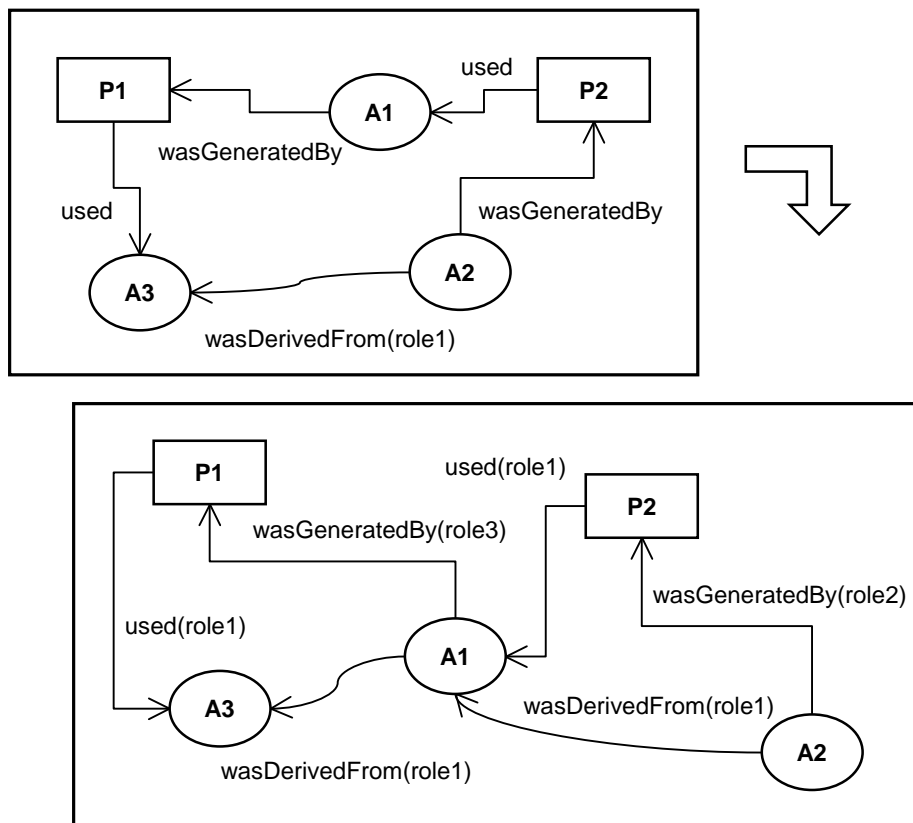 used
P1
P2
A1
wasGeneratedBy
used
wasGeneratedBy
A2
A3
wasDerivedFrom(role1)
P1
used(role1)
P2
wasGeneratedBy(role3)
wasGeneratedBy(role2)
used(role1)
A1
A3
wasDerivedFrom(role1)
A2
wasDerivedFrom(role1)